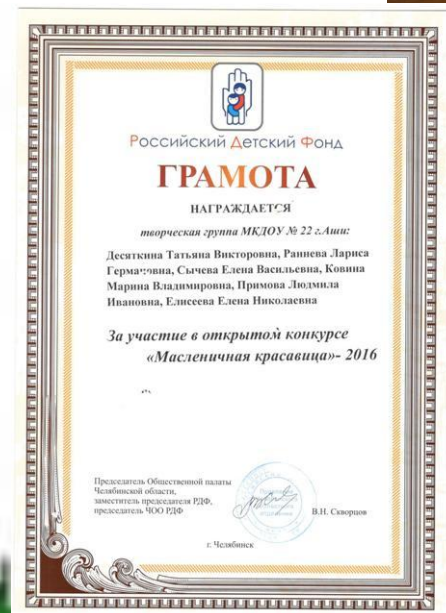 Российский Детский Фонд
ГРАМОТА
НАГРАЖДАЕТСЯ
творческая группа МКДОУ № 22 г.Аши:
Десяткина Татьяна Викторовна, Раннева Лариса
Германовна, Сычева Елена Васильевна, Ковина
Марина Владимировна, Примова Людмила
Ивановна, Елисеева Елена Николаевна
За участие в открытом конкурсе
«Масленичная красавица»- 2016
Председатель Общественной палаты
Челябинской области,
заместитель председателя РДФ,
председатель ЧОО РДФ
В.Н. Скворцов
г. Челябинск